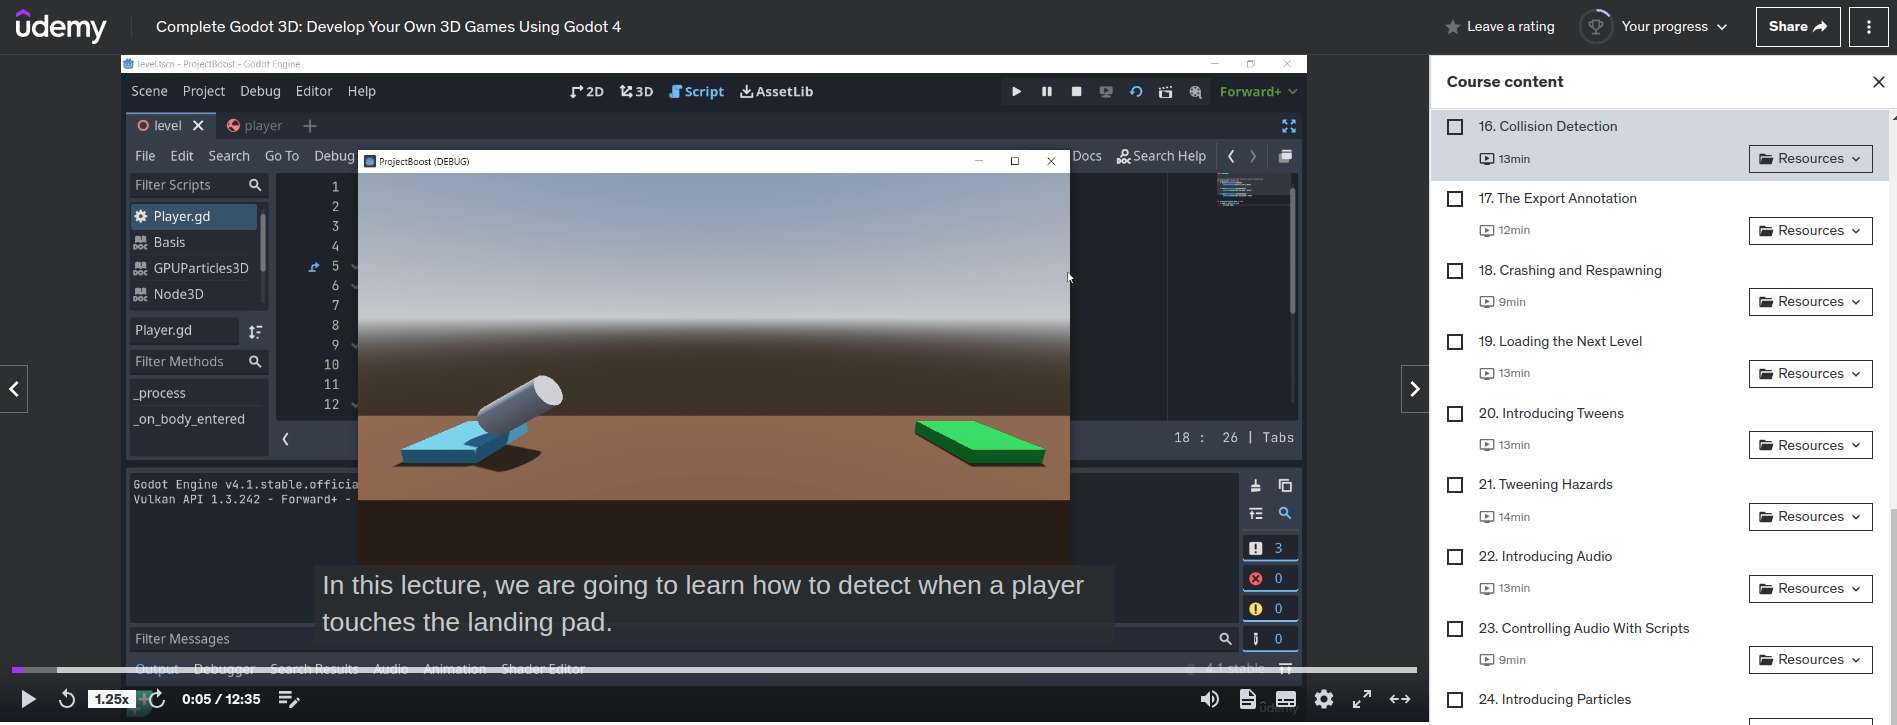 udemy
Complete Godot 3D: Develop Your Own 3D Games Using Godot 4
Leave a rating
Your progress
Share
level.tscn - ProjectBoost - Godot Engine
Scene Project Debug Editor Help
2D 3D Script AssetLib
Forward+
level
player
File Edit Search Go To Debug
Docs
Search Help
ProjectBoost (DEBUG)
Filter Scripts
Player.gd
Basis
GPUParticles3D
Node3D
Player.gd
Filter Methods
_process
_on_body_entered
1
2
3
4
5
6
7
8
9
10
11
12
18 : 26 | Tabs
Godot Engine v4.1.stable.officia
Vulkan API 1.3.242 - Forward+ -
3
0
0
0
In this lecture, we are going to learn how to detect when a player
touches the landing pad.
Filter Messages
Output Debugger Search Results Audio Animation Shader Editor
4.1.stable
1.25x
0:05 / 12:35
udemy
Course content
16. Collision Detection
13min
Resources
17. The Export Annotation
12min
Resources
18. Crashing and Respawning
9min
Resources
19. Loading the Next Level
13min
Resources
20. Introducing Tweens
13min
Resources
21. Tweening Hazards
14min
Resources
22. Introducing Audio
13min
Resources
23. Controlling Audio With Scripts
9min
Resources
24. Introducing Particles